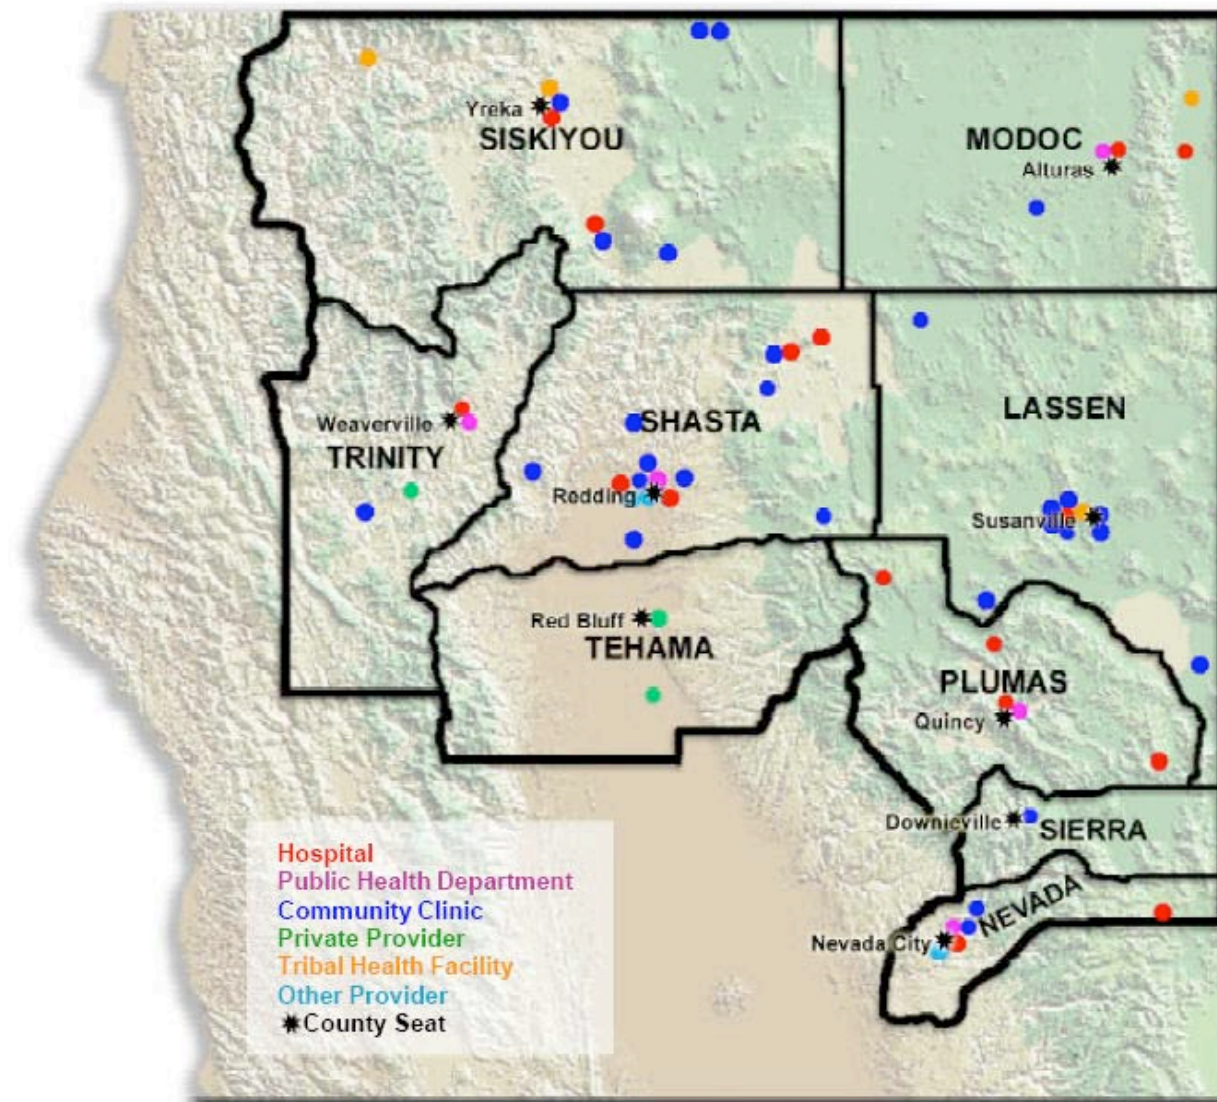 Yreka
SISKIYOU
MODOC
Alturas
LASSEN
SHASTA
Weaverville
TRINITY
Redding
Susanville
Red Bluff
TEHAMA
PLUMAS
Quincy
Downieville
SIERRA
NEVADA
Nevada City
Hospital
Public Health Department
Community Clinic
Private Provider
Tribal Health Facility
Other Provider
County Seat